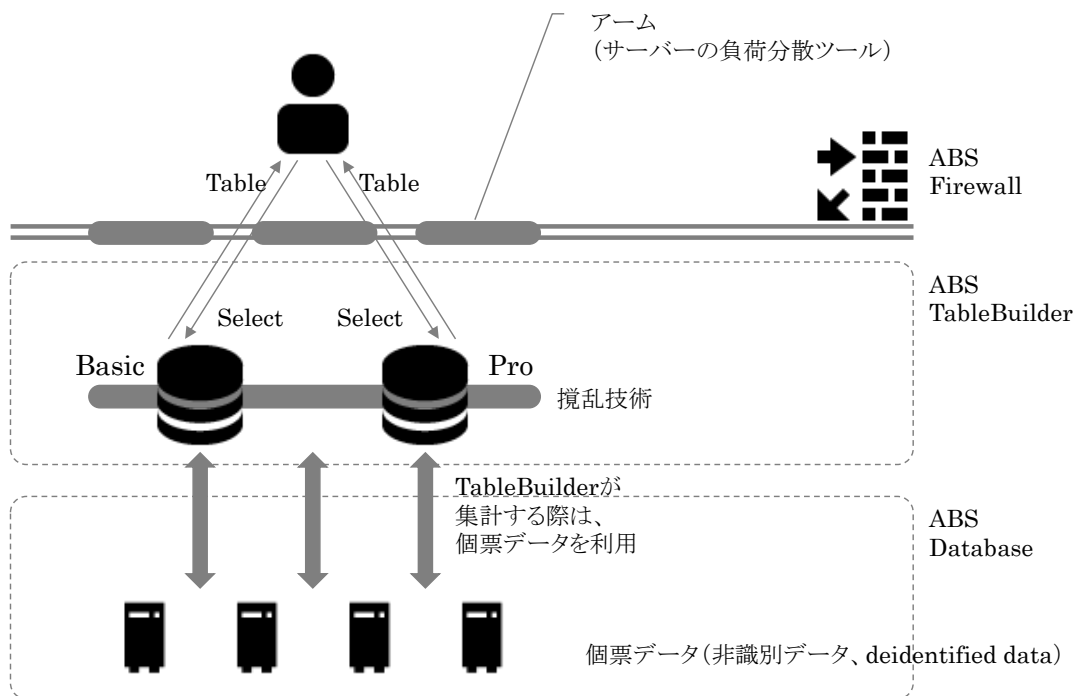 アーム
（サーバーの負荷分散ツール）
ABS
Firewall
Table
Table
ABS
TableBuilder
Select
Select
Basic
Pro
撹乱技術
TableBuilderが
集計する際は、
個票データを利用
ABS
Database
個票データ（非識別データ、deidentified data）